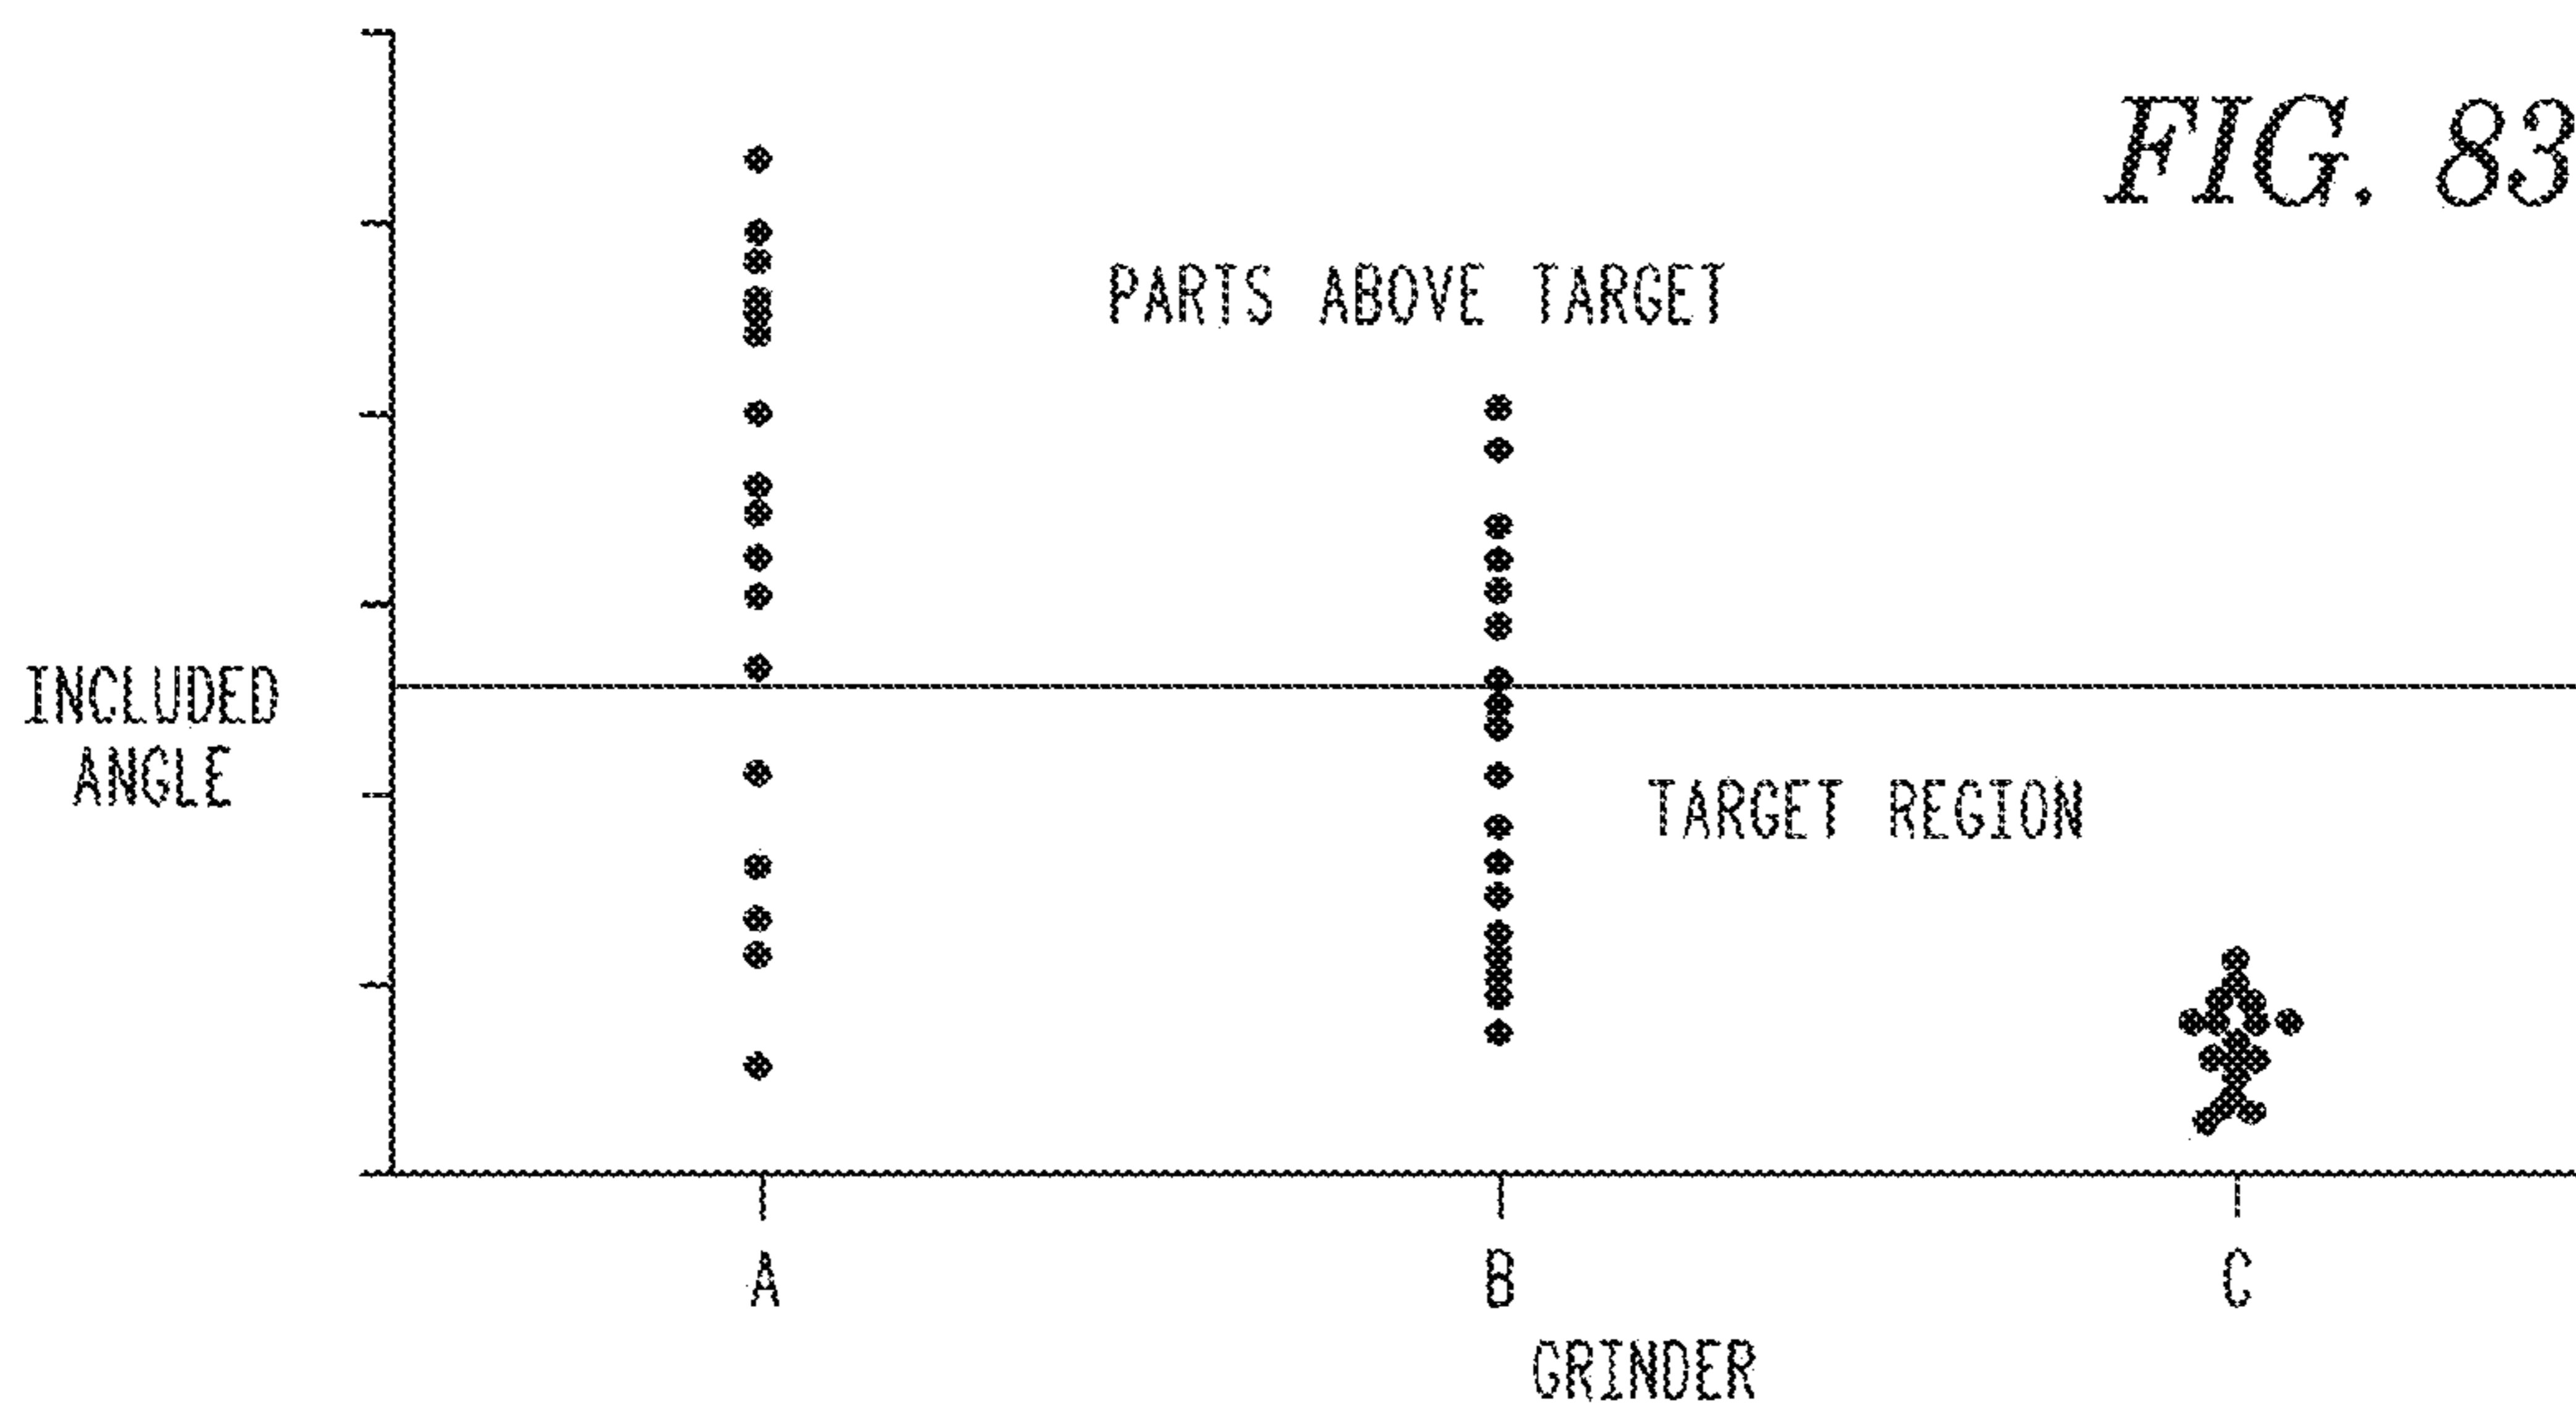 FIG. 83
PARTS ABOVE TARGET
INCLUDED
ANGLE
TARGET REGION
A
B
C
GRINDER